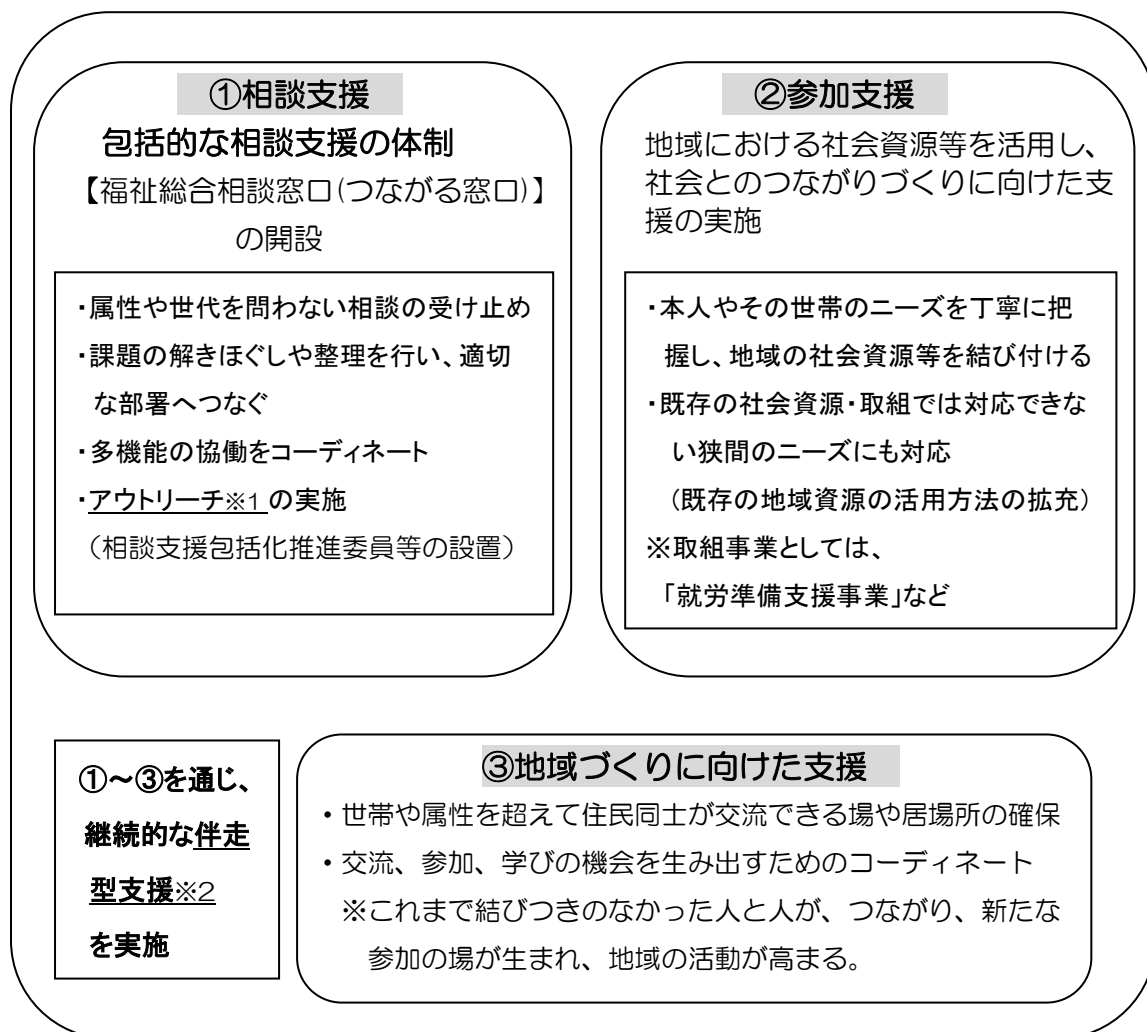 ①相談支援
包括的な相談支援の体制
【福祉総合相談窓口(つながる窓口)】
の開設
・属性や世代を問わない相談の受け止め
・課題の解きほぐしや整理を行い、適切
な部署へつなぐ
・多機能の協働をコーディネート
・アウトリーチ※1の実施
（相談支援包括化推進委員等の設置）
②参加支援
地域における社会資源等を活用し、
社会とのつながりづくりに向けた支
援の実施
・本人やその世帯のニーズを丁寧に把
握し、地域の社会資源等を結び付ける
・既存の社会資源・取組では対応できな
い狭間のニーズにも対応
（既存の地域資源の活用方法の拡充）
※取組事業としては、
「就労準備支援事業」など
①～③を通じ、
継続的な伴走
型支援※2
を実施
③地域づくりに向けた支援
・世帯や属性を超えて住民同士が交流できる場や居場所の確保
・交流、参加、学びの機会を生み出すためのコーディネート
※これまで結びつきのなかった人と人が、つながり、新たな
参加の場が生まれ、地域の活動が高まる。